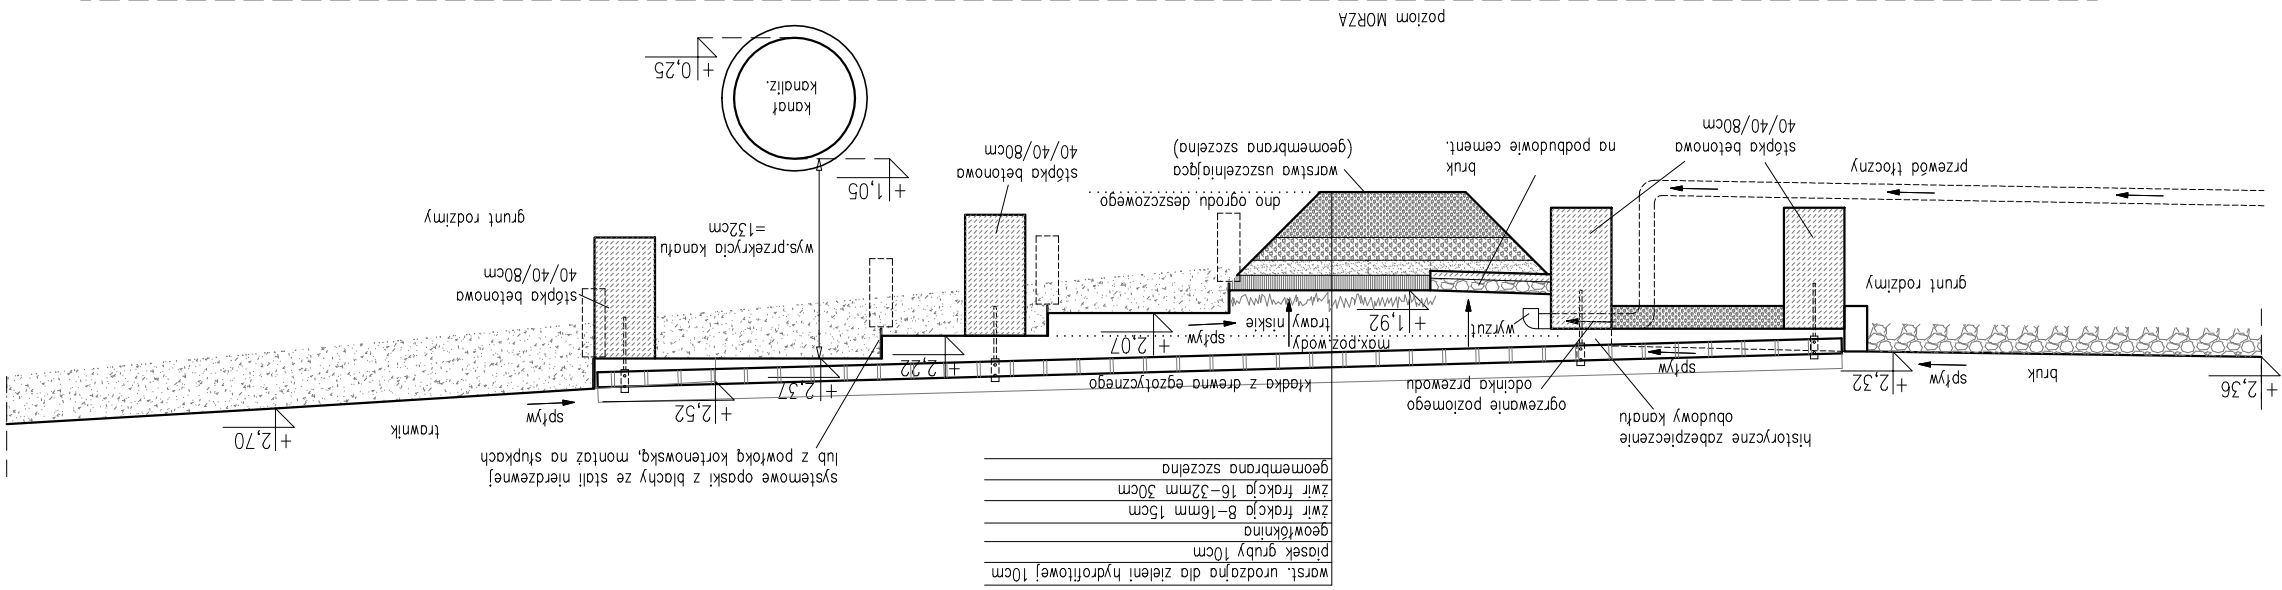 warst. urodzajna dla zieleni hydrofitowej 10cm
piasek gruby 10cm
geowłóknina
żwir frakcja 8-16mm 15cm
żwir frakcja 16-32mm 30cm
geomembrana szczelna
systemowe opaski z blachy ze stali nierdzewnej
lub z powłoką kortenowską, montaż na słupkach
historyczne zabezpieczenie
obudowy kanału
ogrzewanie poziomego
odcinka przewodu
kładka z drewna egzotycznego
trawnik
+2,70
spływ
+2,52
+2,37
+2,22
+2,07
spływ
+1,92
max.poz.wody
trawy niskie
wyrzut
spływ
+2,32
spływ
bruk
+2,36
grunt rodzimy
przewód tłoczny
stópka betonowa
40/40/80cm
bruk
na podbudowie cement.
dno ogrodu deszczowego
warstwa uszczelniająca
(geomembrana szczelna)
stópka betonowa
40/40/80cm
stópka betonowa
40/40/80cm
grunt rodzimy
wys.przekrycia kanału
=132cm
+1,05
kanał
kanaliz.
+0,25
poziom MORZA